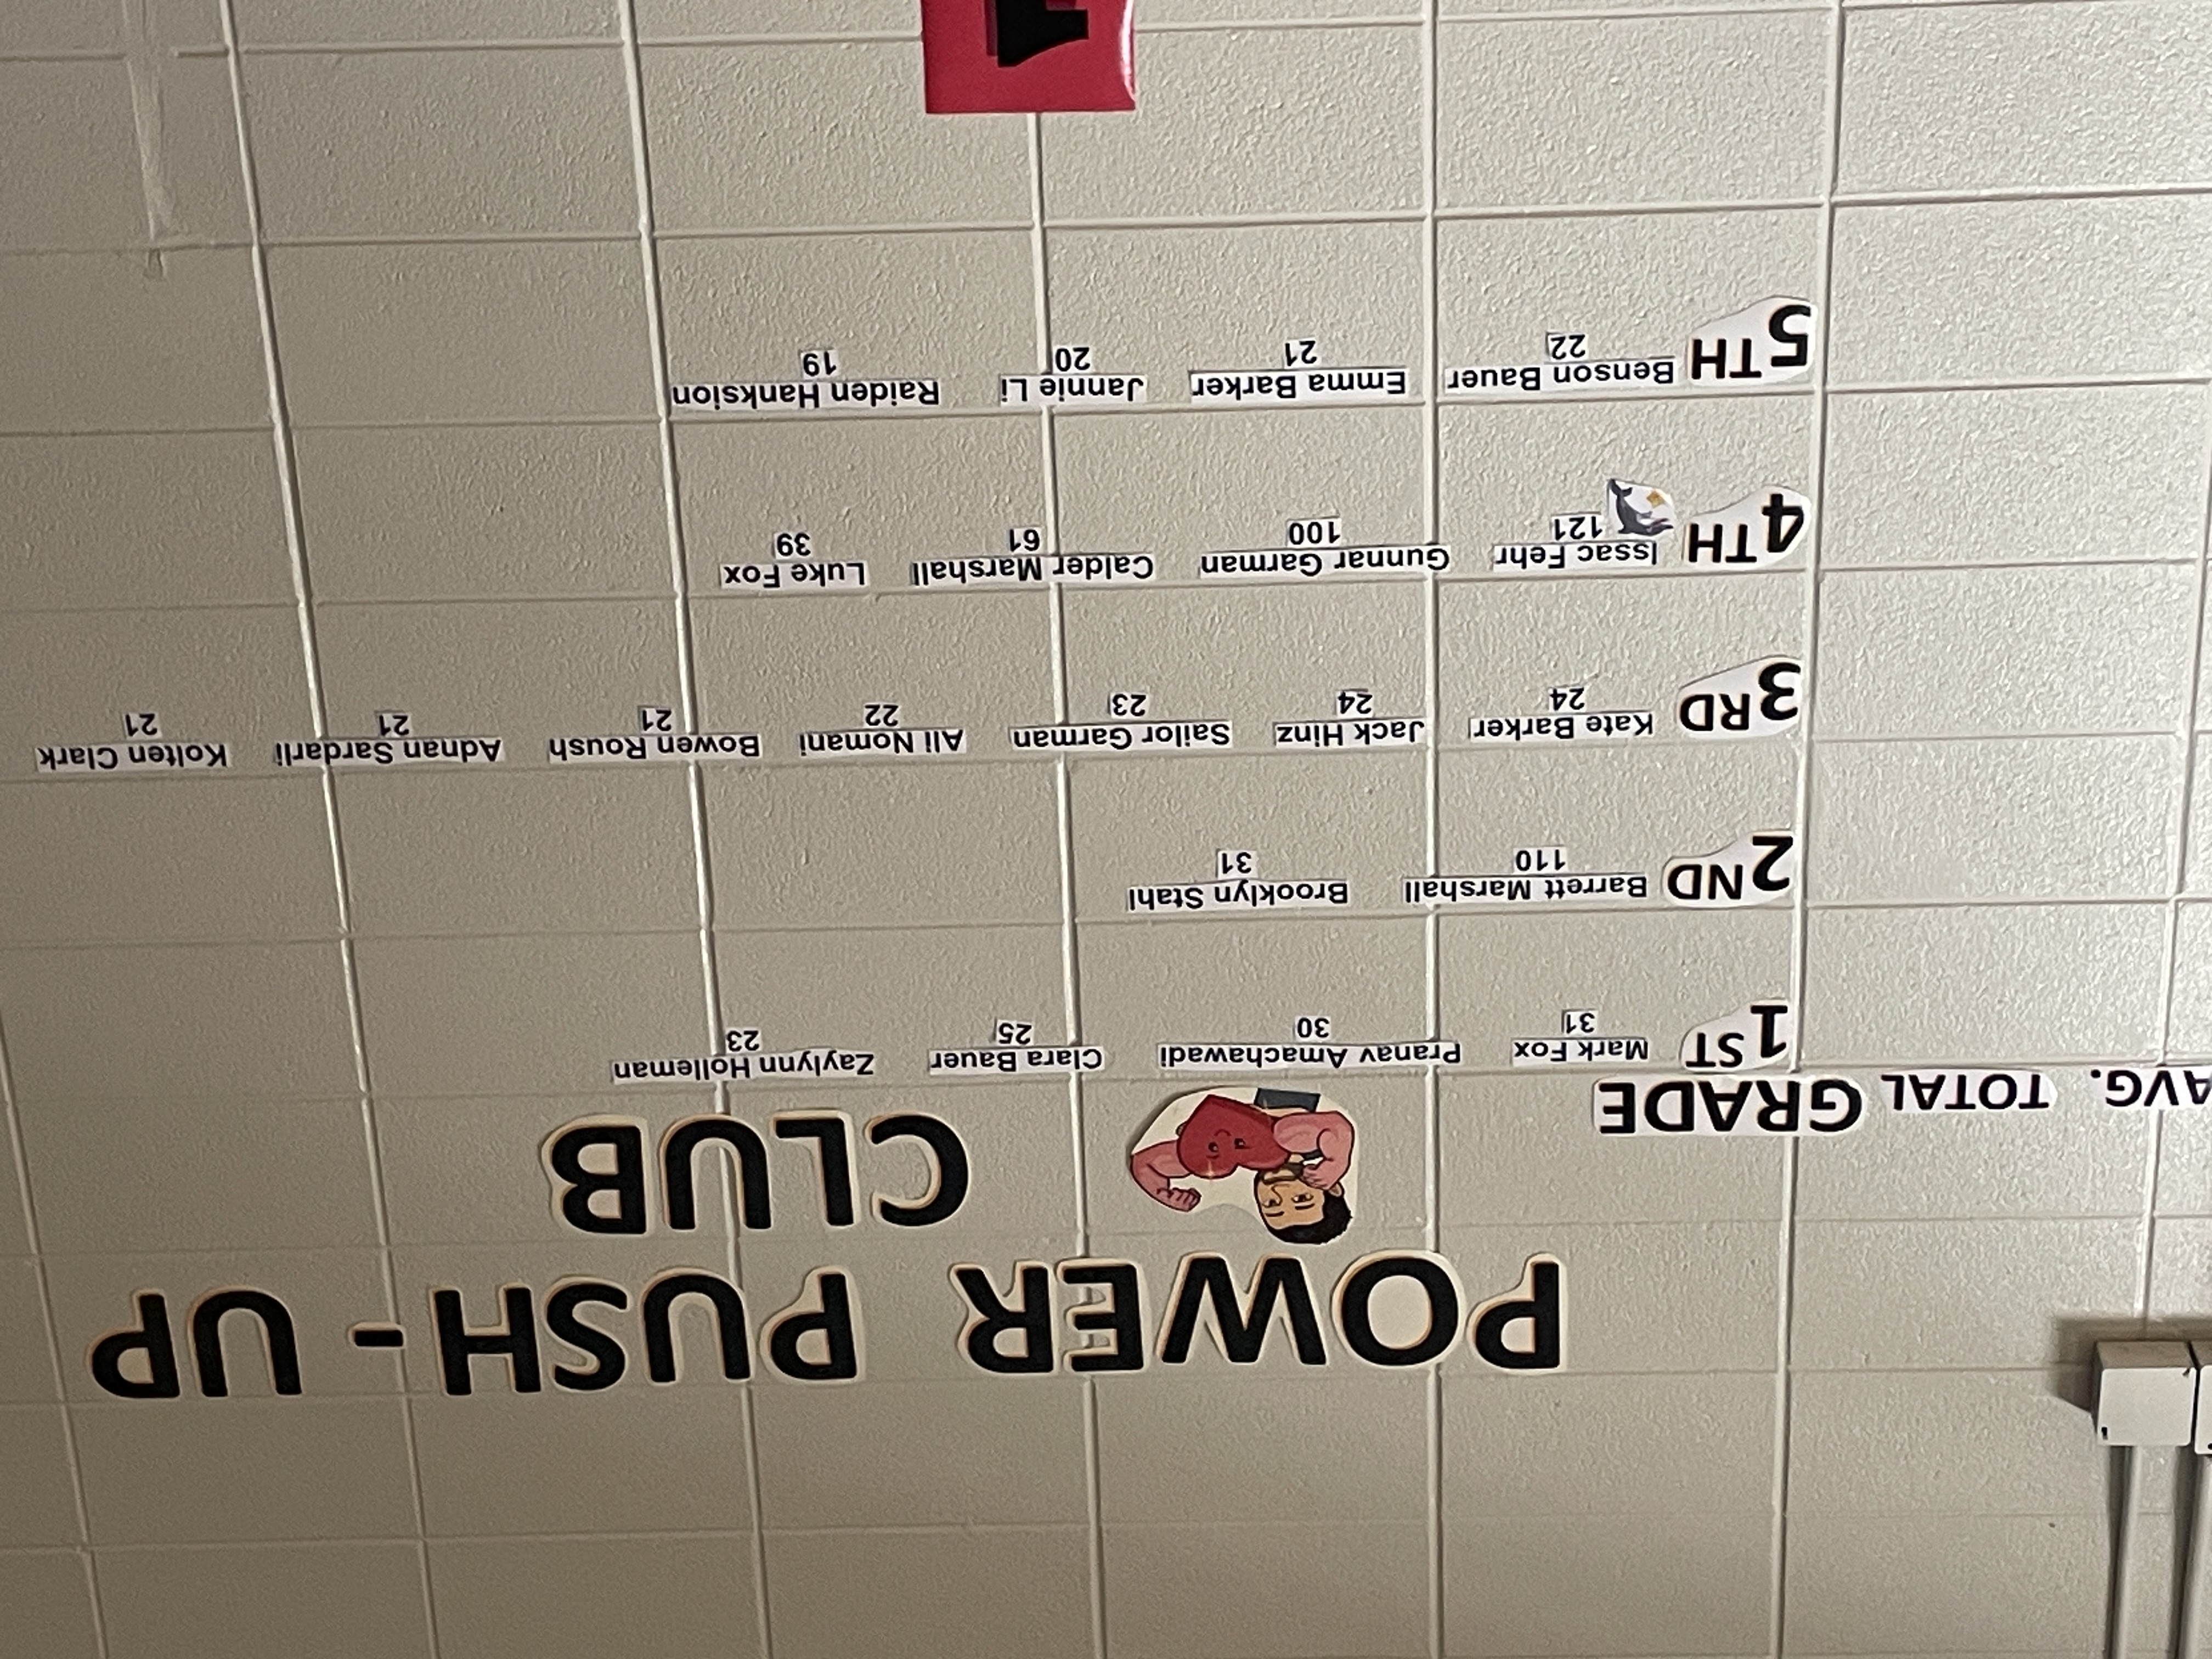 POWER PUSH-UP
CLUB
AVG. TOTAL GRADE
1ST Mark Fox Pranav Amachawadi Clara Bauer Zaylynn Holleman
31 30 25 23
2ND Barrett Marshall Brooklyn Stahl
110 31
3RD Kate Barker Jack Hinz Sailor Garman Ali Nomani Bowen Roush Adnan Sardarli Kolten Clark
24 24 23 22 21 21 21
4TH Issac Fehr Gunnar Garman Calder Marshall Luke Fox
121 100 61 39
5TH Benson Bauer Emma Barker Jannie Li Raiden Hanksion
22 21 20 19
1